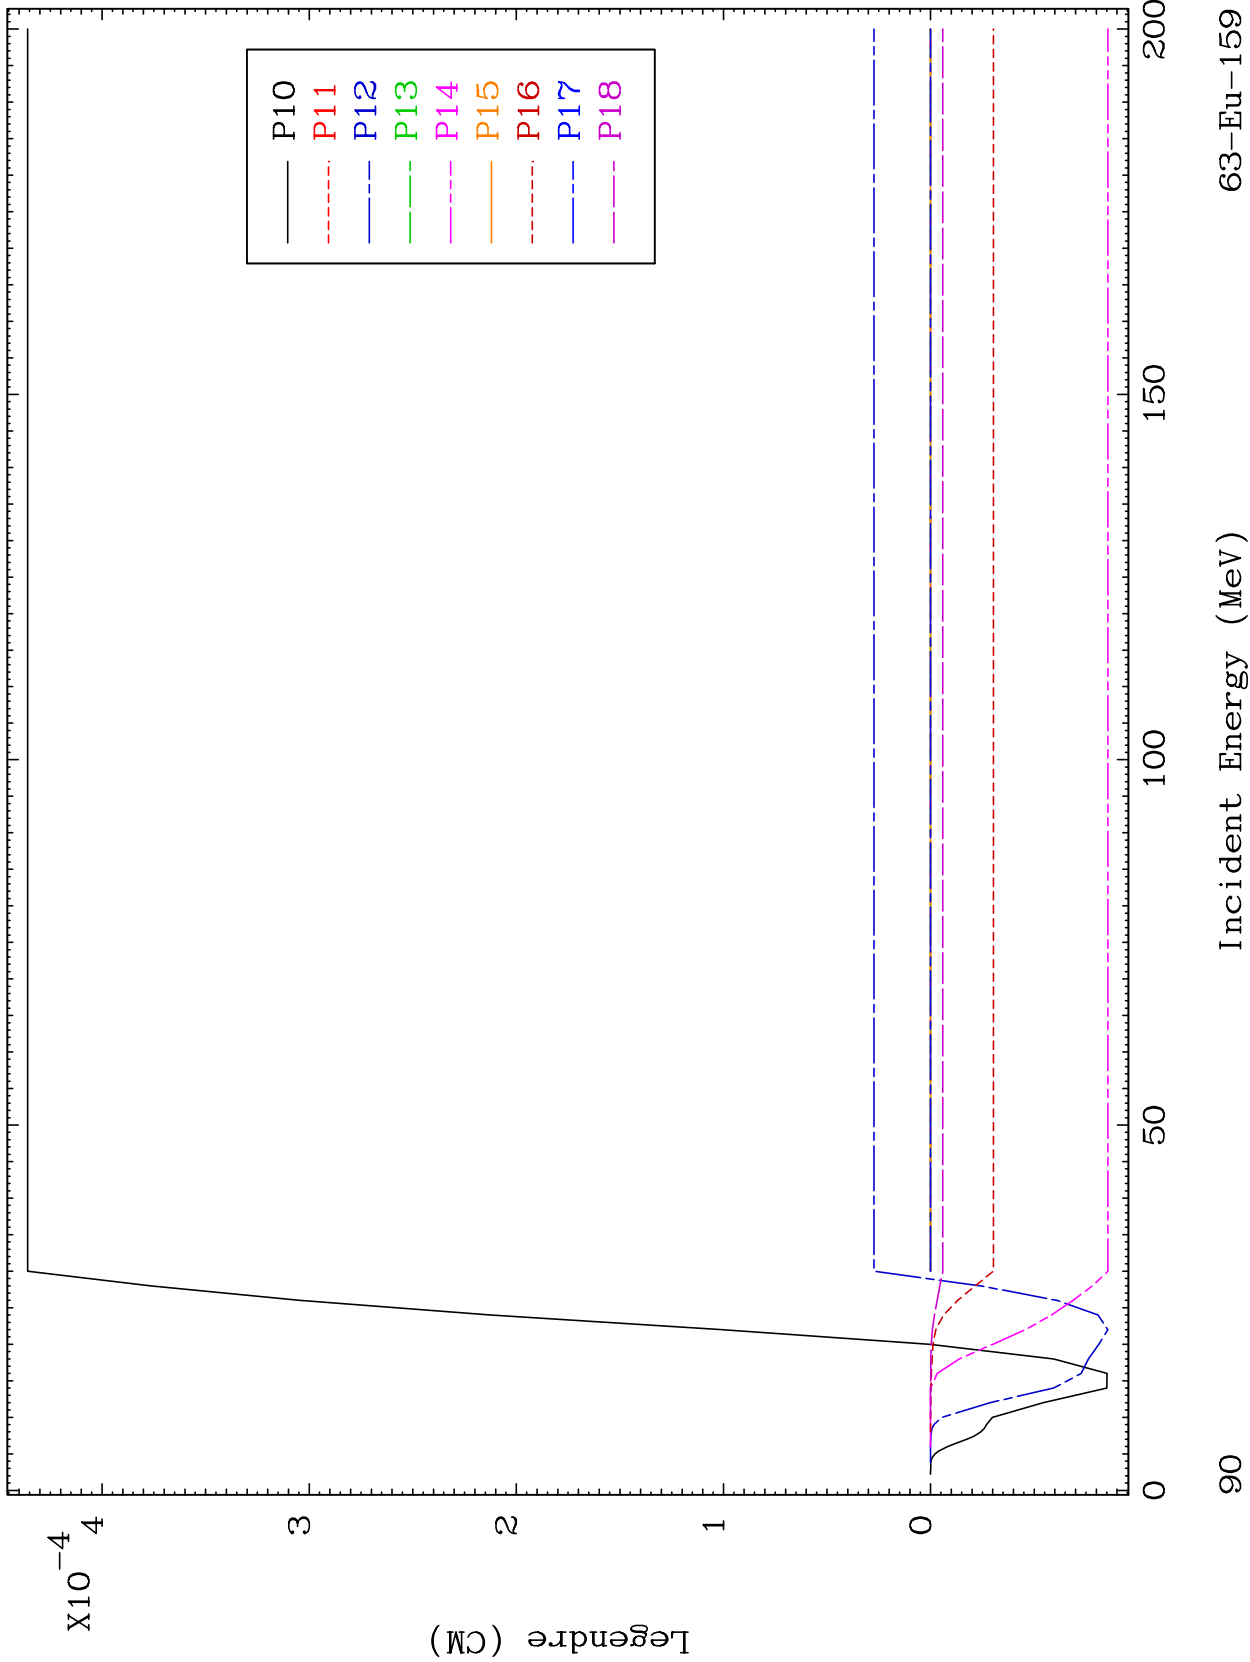 X10-4
4
3
2
1
0
Legendre (CM)
P10
P11
P12
P13
P14
P15
P16
P17
P18
0
50
100
150
200
Incident Energy (MeV)
90
63-Eu-159